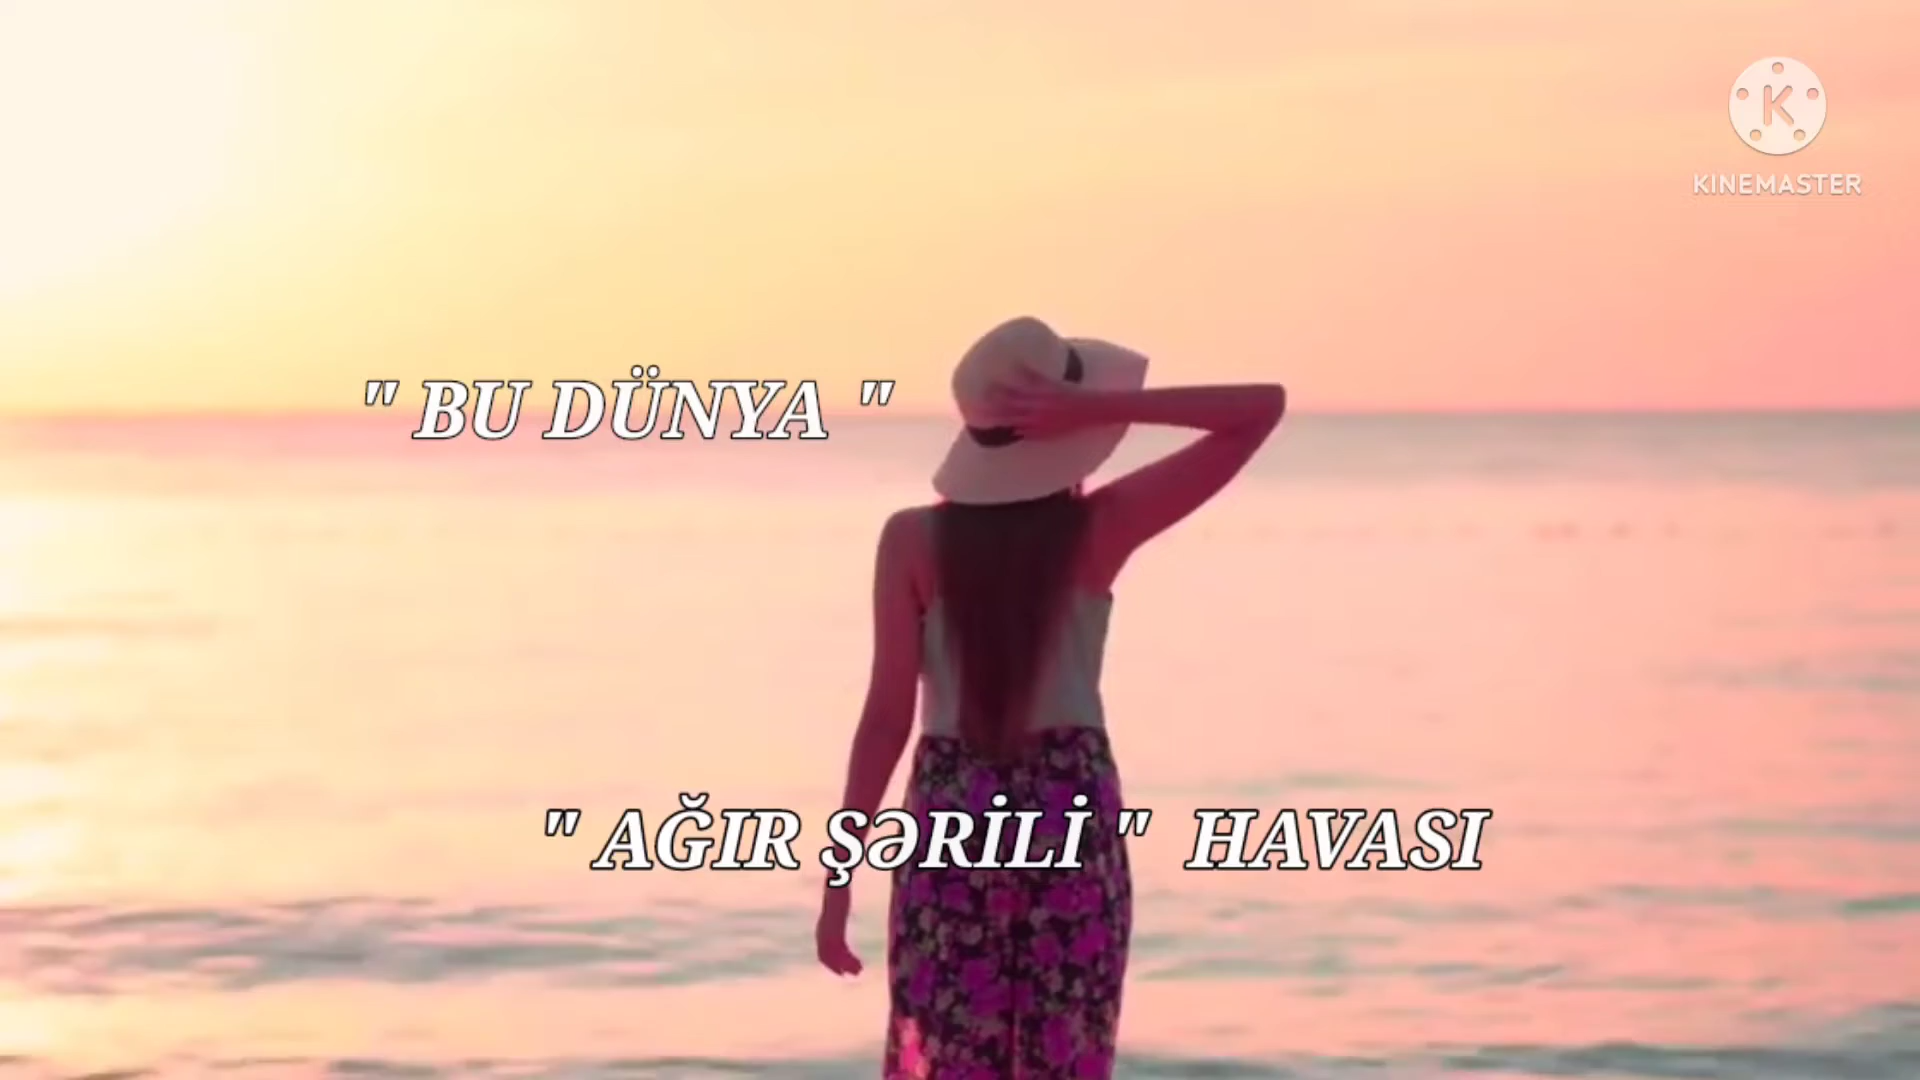 KINEMASTER
" BU DÜNYA "
" AĞIR ŞƏRİLİ " HAVASI